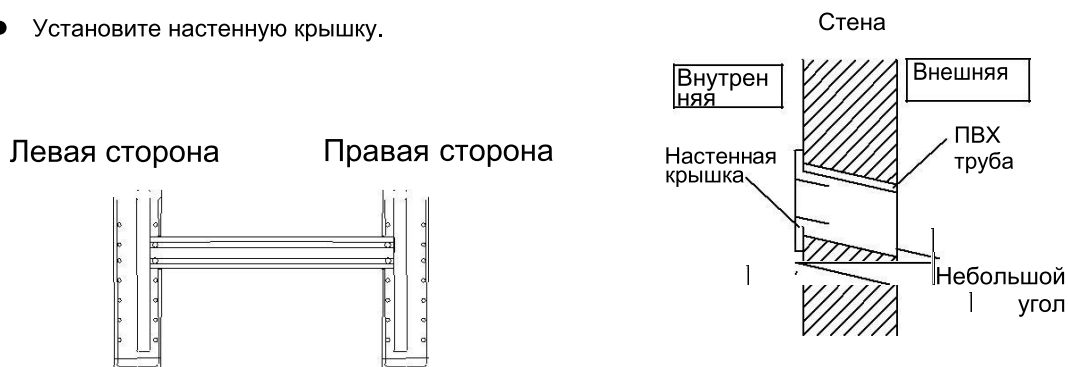 ● Установите настенную крышку.
Стена
Внутрен
няя
Внешняя
Левая сторона
Правая сторона
ПВХ
труба
Настенная
крышка
Небольшой
угол